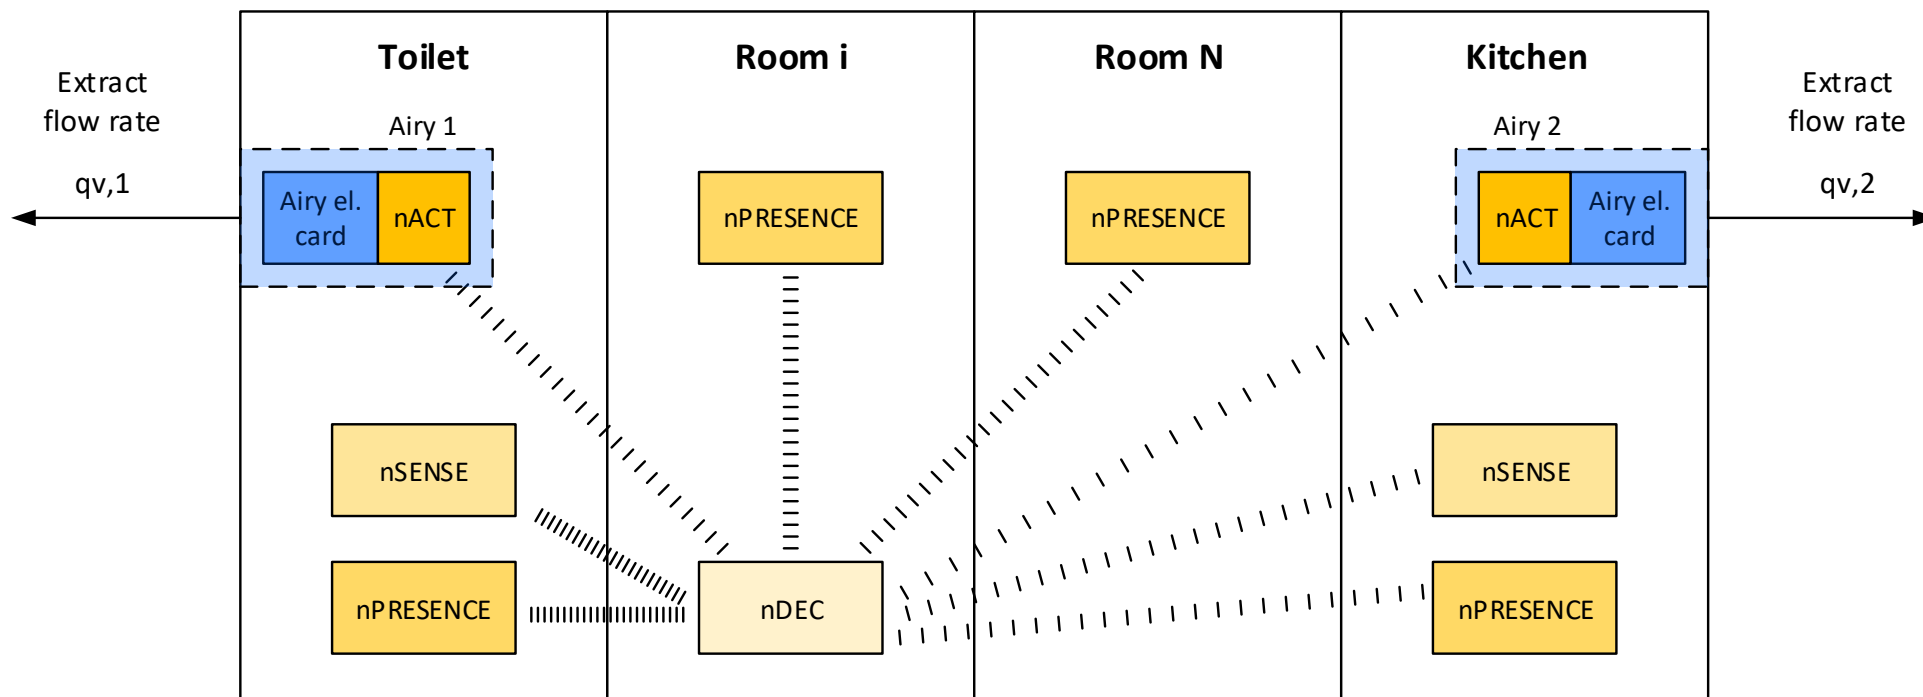 Toilet
Room i
Room N
Kitchen
Extract
flow rate
qv,1
Airy 1
Airy el.
card
nACT
nPRESENCE
nPRESENCE
Airy 2
nACT
Airy el.
card
Extract
flow rate
qv,2
nSENSE
nSENSE
nPRESENCE
nDEC
nPRESENCE